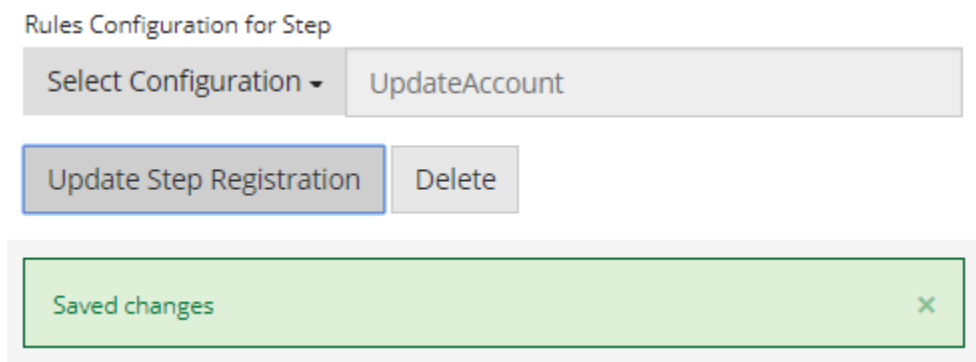 Rules Configuration for Step
Select Configuration UpdateAccount
Update Step Registration Delete
Saved changes ×